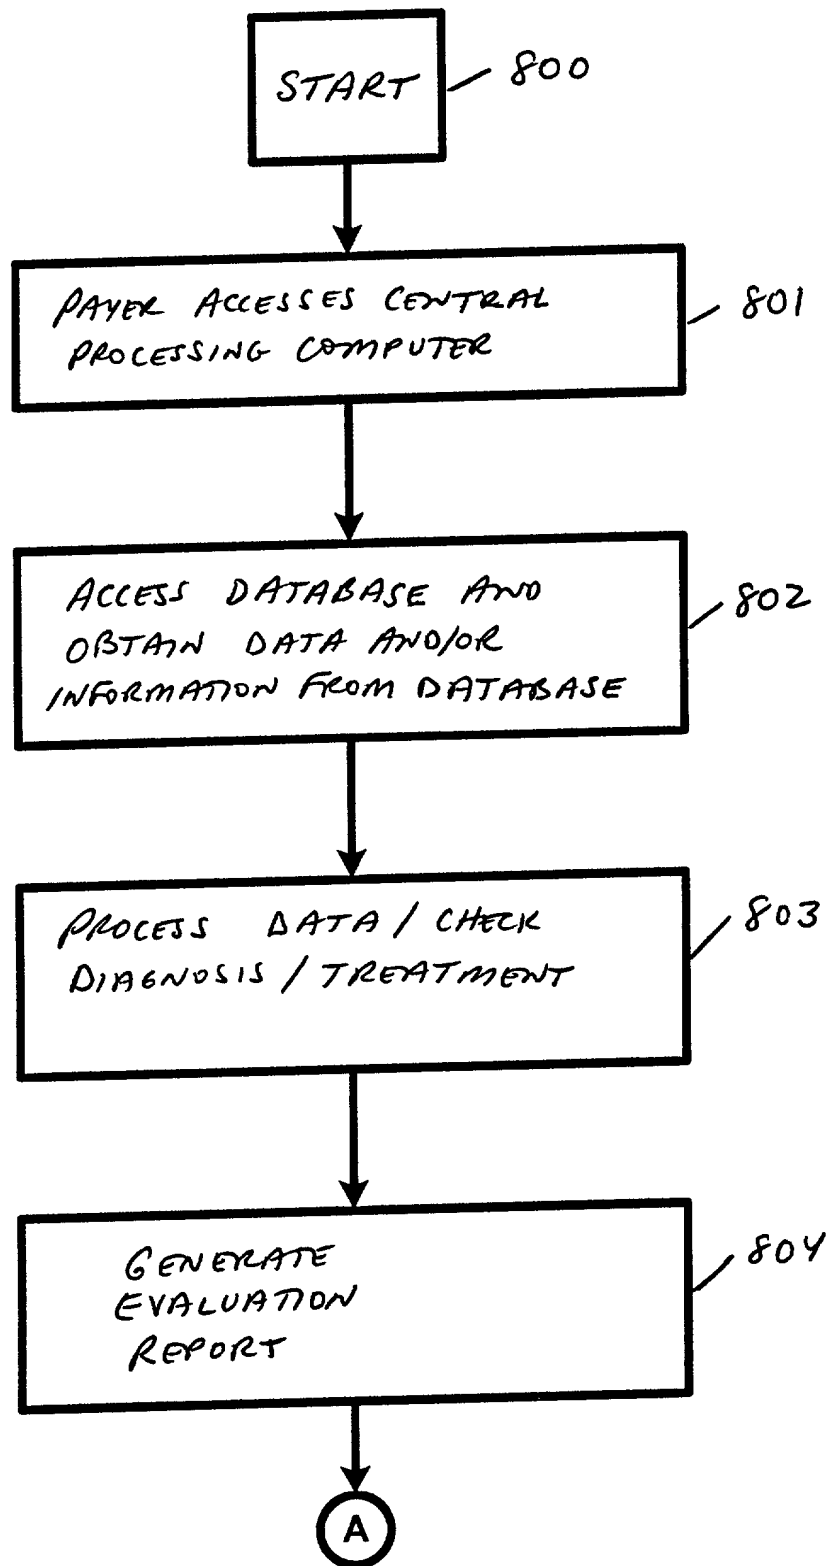 START
800
PAYER ACCESSES CENTRAL
PROCESSING COMPUTER
801
ACCESS DATABASE AND
OBTAIN DATA AND/OR
INFORMATION FROM DATABASE
802
PROCESS DATA / CHECK
DIAGNOSIS / TREATMENT
803
GENERATE
EVALUATION
REPORT
804
A